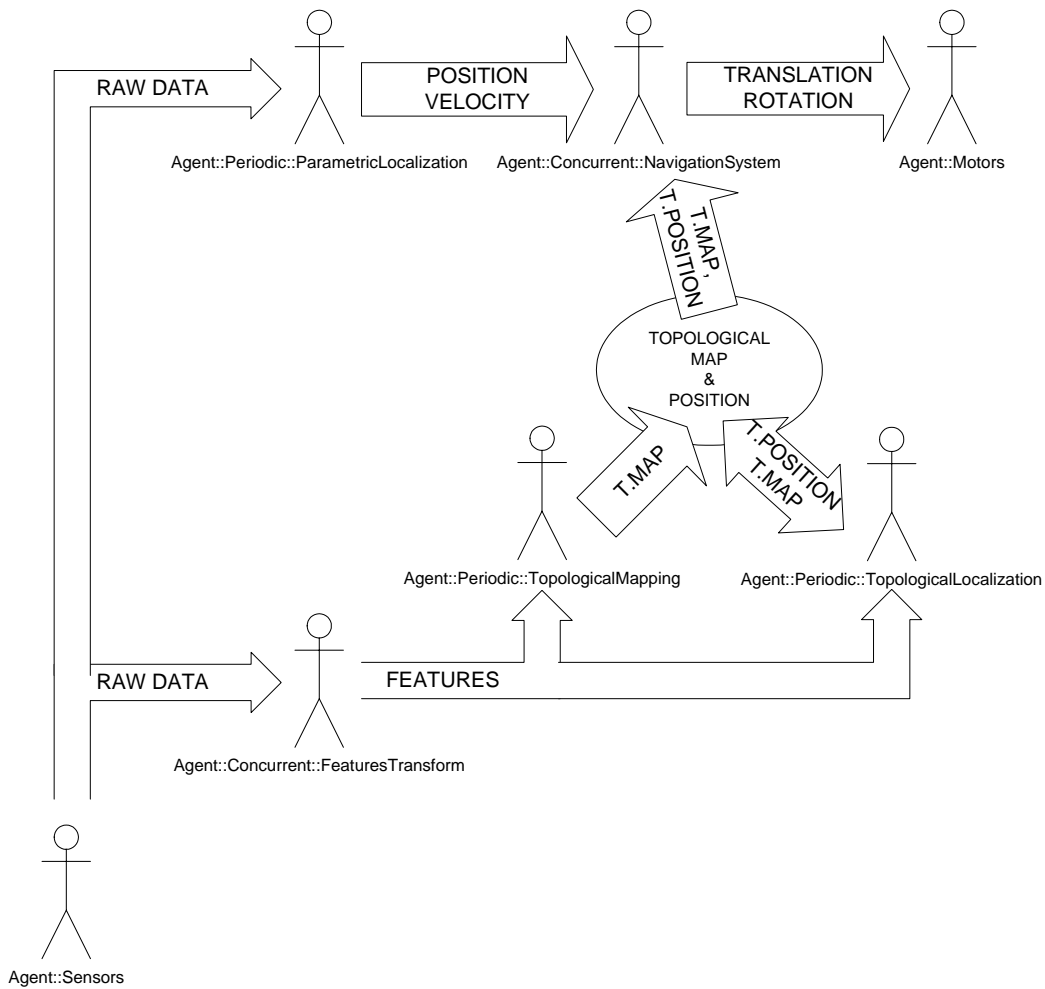 RAW DATA
POSITION
VELOCITY
TRANSLATION
ROTATION
Agent::Periodic::ParametricLocalization
Agent::Concurrent::NavigationSystem
Agent::Motors
T.MAP,
T.POSITION
TOPOLOGICAL
MAP
&
POSITION
T.MAP
T.POSITION
T.MAP
Agent::Periodic::TopologicalMapping
Agent::Periodic::TopologicalLocalization
RAW DATA
FEATURES
Agent::Concurrent::FeaturesTransform
Agent::Sensors